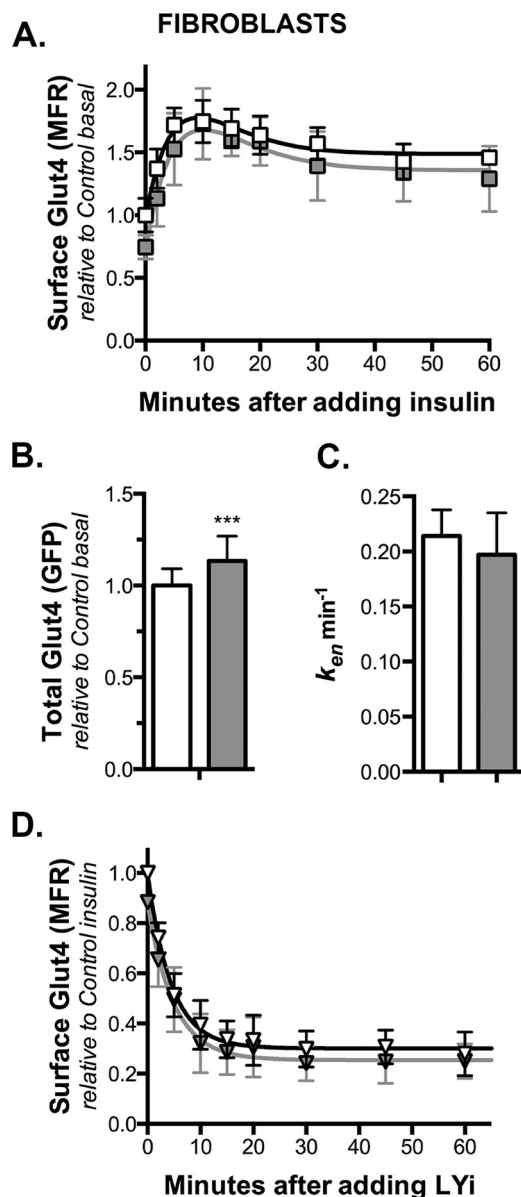 FIBROBLASTS
A.
Surface Glut4 (MFR)
relative to Control basal
2.0
1.5
1.0
0.5
0.0
0 10 20 30 40 50 60
Minutes after adding insulin
B.
Total Glut4 (GFP)
relative to Control basal
1.5
1.0
0.5
0.0
***
C.
k_en min⁻¹
0.25
0.20
0.15
0.10
0.05
0.00
D.
Surface Glut4 (MFR)
relative to Control insulin
1.0
0.8
0.6
0.4
0.2
0.0
0 10 20 30 40 50 60
Minutes after adding LYi